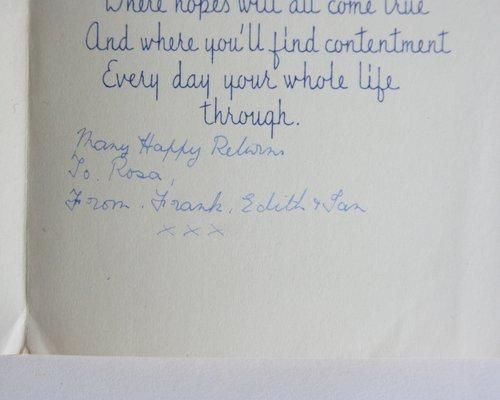 Where hopes will all come true
And where you'll find contentment
Every day your whole life
through.
Many Happy Returns
To. Rosa,
From. Frank, Edith & Ian
x x x